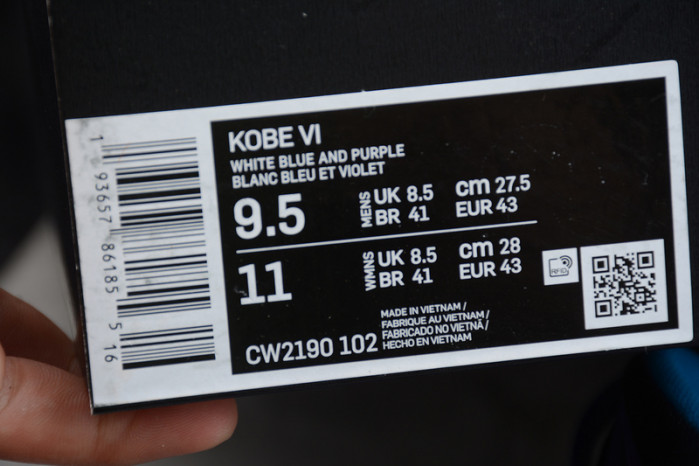 KOBE VI
WHITE BLUE AND PURPLE
BLANC BLEU ET VIOLET
9.5 MENS UK 8.5 cm 27.5
BR 41 EUR 43
11 WMNS UK 8.5 cm 28
BR 41 EUR 43
RFID
CW2190 102
MADE IN VIETNAM /
FABRIQUE AU VIETNAM /
FABRICADO NO VIETNÃ /
HECHO EN VIETNAM
1 93657 86185 5 16